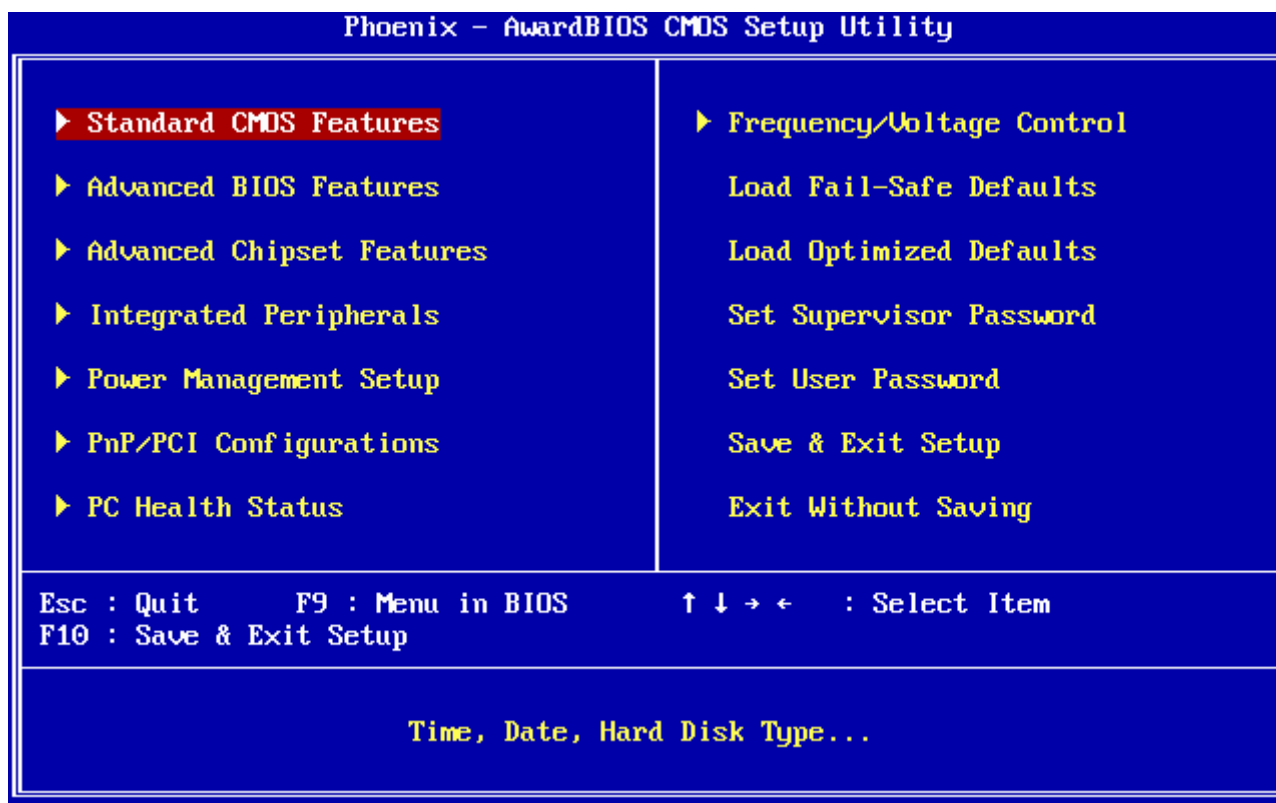 Phoenix - AwardBIOS CMOS Setup Utility
Standard CMOS Features
Advanced BIOS Features
Advanced Chipset Features
Integrated Peripherals
Power Management Setup
PnP/PCI Configurations
PC Health Status
Frequency/Voltage Control
Load Fail-Safe Defaults
Load Optimized Defaults
Set Supervisor Password
Set User Password
Save & Exit Setup
Exit Without Saving
Esc : Quit F9 : Menu in BIOS ↑ ↓ → ← : Select Item
F10 : Save & Exit Setup
Time, Date, Hard Disk Type...